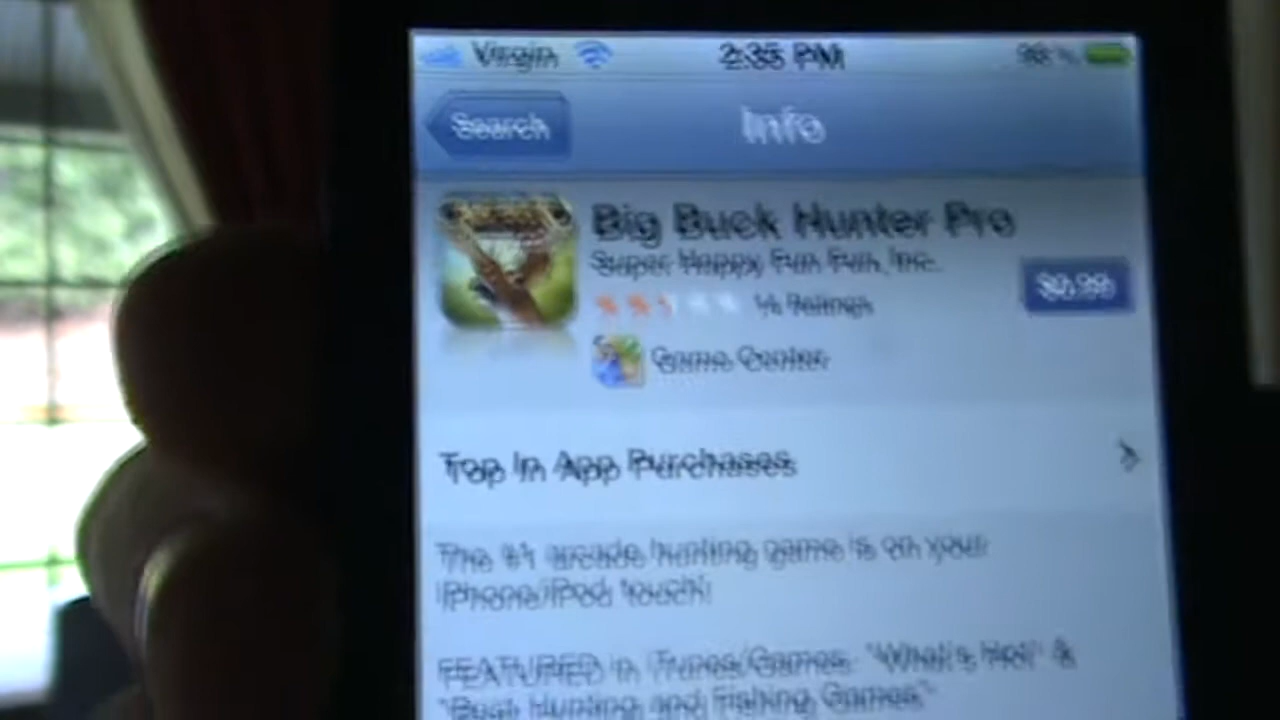 Virgin 2:35 PM
Search Info
Big Buck Hunter Pro
Super Happy Fun Fun, Inc.
$0.99
14 Ratings
Game Center
Top In App Purchases
The #1 arcade hunting game is on your
iPhone/iPod touch!
FEATURED in iTunes/Games "What's Hot" &
"Best Hunting and Fishing Games"